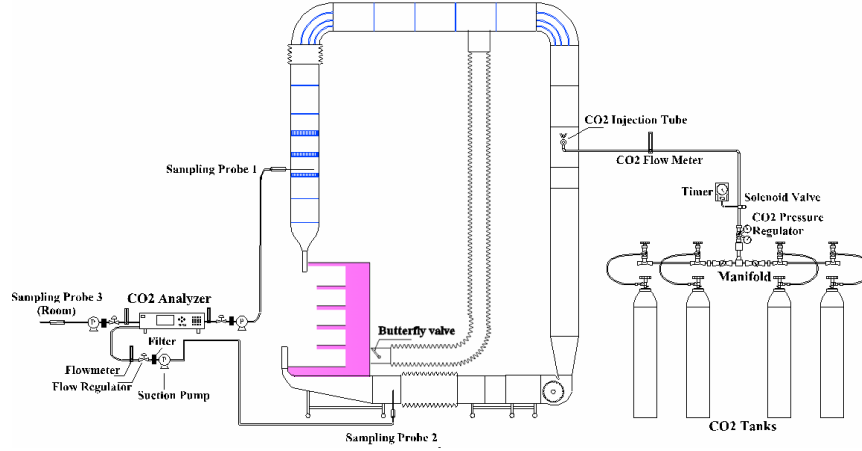 CO2 Injection Tube
Sampling Probe 1
CO2 Flow Meter
Timer
Solenoid Valve
CO2 Pressure
Regulator
Manifold
Sampling Probe 3
(Room)
CO2 Analyzer
P
P
Butterfly valve
Filter
P
Flowmeter
Flow Regulator
Suction Pump
CO2 Tanks
Sampling Probe 2